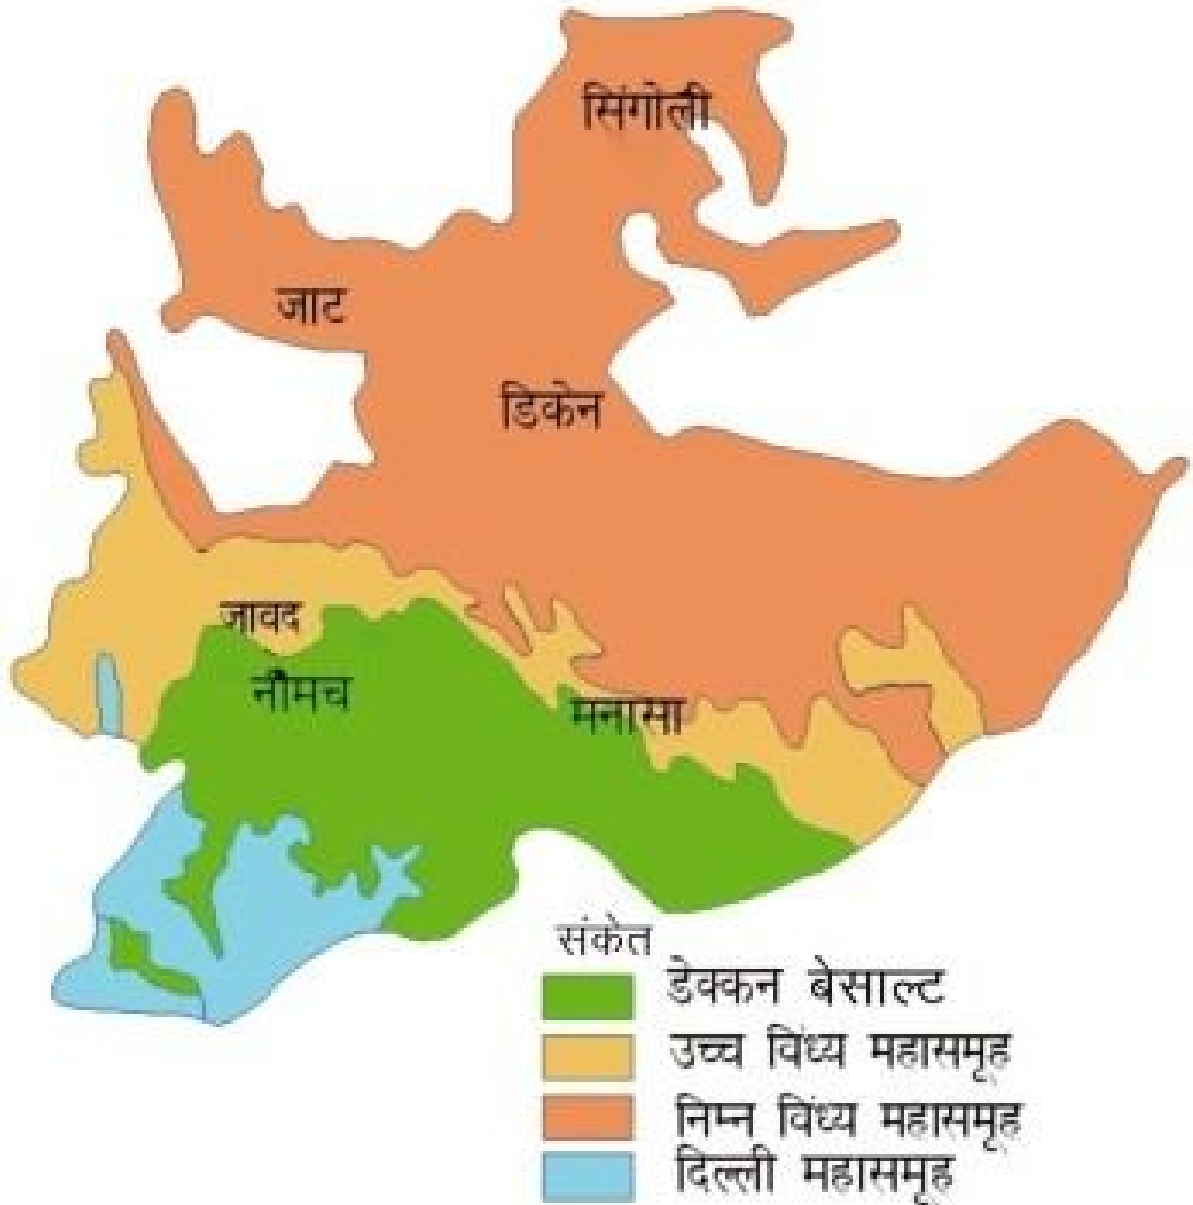 सिंगोली
जाट
डिकेन
जावद
नीमच
मनासा
संकेत
डेक्कन बेसाल्ट
उच्च विंध्य महासमूह
निम्न विंध्य महासमूह
दिल्ली महासमूह